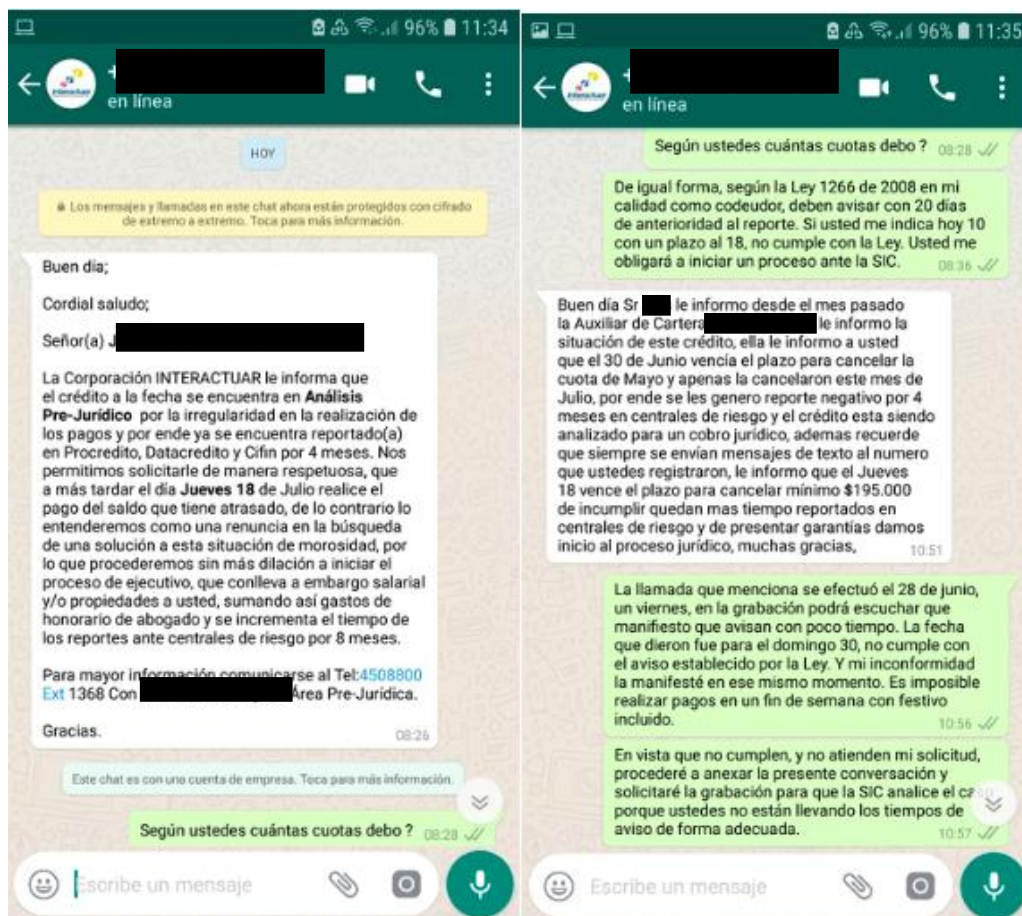 96% 11:34
en línea
HOY
Los mensajes y llamadas en este chat ahora están protegidos con cifrado
de extremo a extremo. Toca para más información.
Buen día;
Cordial saludo;
Señor(a) J
La Corporación INTERACTUAR le informa que
el crédito a la fecha se encuentra en Análisis
Pre-Jurídico por la irregularidad en la realización de
los pagos y por ende ya se encuentra reportado(a)
en Procredito, Datacredito y Cifin por 4 meses. Nos
permitimos solicitarle de manera respetuosa, que
a más tardar el día Jueves 18 de Julio realice el
pago del saldo que tiene atrasado, de lo contrario lo
entenderemos como una renuncia en la búsqueda
de una solución a esta situación de morosidad, por
lo que procederemos sin más dilación a iniciar el
proceso de ejecutivo, que conlleva a embargo salarial
y/o propiedades a usted, sumando así gastos de
honorario de abogado y se incrementa el tiempo de
los reportes ante centrales de riesgo por 8 meses.
Para mayor información comunicarse al Tel:4508800
Ext 1368 Con Área Pre-Jurídica.
Gracias.
08:26
Este chat es con una cuenta de empresa. Toca para más información.
Según ustedes cuántas cuotas debo ? 08:28
Escribe un mensaje
96% 11:35
en línea
Según ustedes cuántas cuotas debo ? 08:28
De igual forma, según la Ley 1266 de 2008 en mi
calidad como codeudor, deben avisar con 20 días
de anterioridad al reporte. Si usted me indica hoy 10
con un plazo al 18, no cumple con la Ley. Usted me
obligará a iniciar un proceso ante la SIC. 08:36
Buen día Sr le informo desde el mes pasado
la Auxiliar de Cartera le informo la
situación de este crédito, ella le informo a usted
que el 30 de Junio vencía el plazo para cancelar la
cuota de Mayo y apenas la cancelaron este mes de
Julio, por ende se les genero reporte negativo por 4
meses en centrales de riesgo y el crédito esta siendo
analizado para un cobro jurídico, ademas recuerde
que siempre se envían mensajes de texto al numero
que ustedes registraron, le informo que el Jueves
18 vence el plazo para cancelar mínimo $195.000
de incumplir quedan mas tiempo reportados en
centrales de riesgo y de presentar garantías damos
inicio al proceso jurídico, muchas gracias, 10:51
La llamada que menciona se efectuó el 28 de junio,
un viernes, en la grabación podrá escuchar que
manifiesto que avisan con poco tiempo. La fecha
que dieron fue para el domingo 30, no cumple con
el aviso establecido por la Ley. Y mi inconformidad
la manifesté en ese mismo momento. Es imposible
realizar pagos en un fin de semana con festivo
incluido. 10:56
En vista que no cumplen, y no atienden mi solicitud,
procederé a anexar la presente conversación y
solicitaré la grabación para que la SIC analice el
porque ustedes no están llevando los tiempos de
aviso de forma adecuada. 10:57
Escribe un mensaje